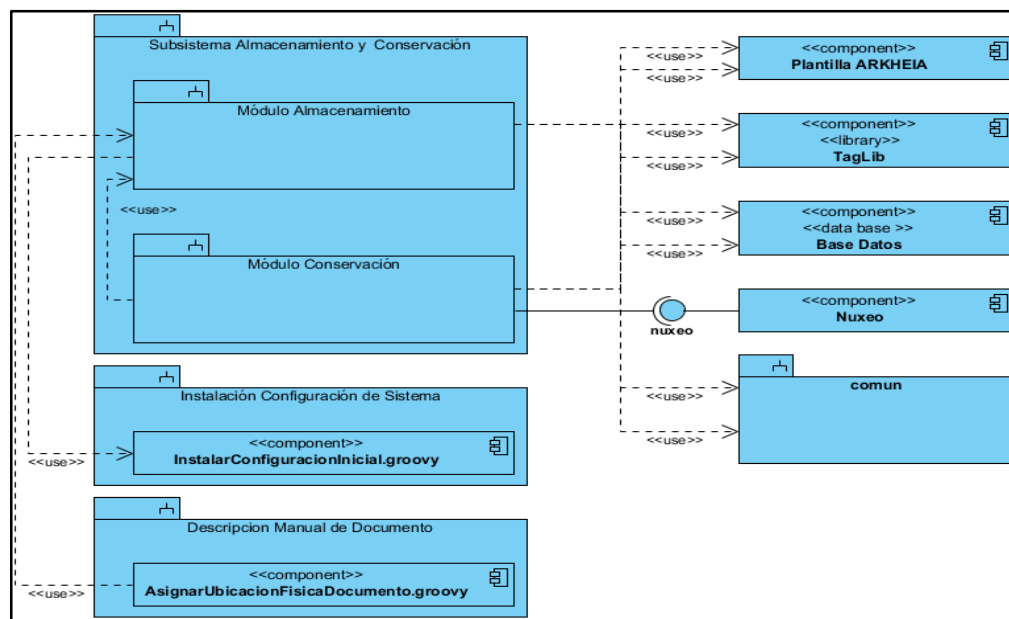 Subsistema Almacenamiento y Conservación
Módulo Almacenamiento
<<use>>
Módulo Conservación
Instalación Configuración de Sistema
<<component>>
InstalarConfiguracionInicial.groovy
<<use>>
Descripcion Manual de Documento
<<component>>
AsignarUbicacionFisicaDocumento.groovy
<<use>>
<<use>>
<<use>>
<<component>>
Plantilla ARKHEIA
<<use>>
<<use>>
<<component>>
<<library>>
TagLib
<<use>>
<<use>>
<<component>>
<<data base >>
Base Datos
nuxeo
<<component>>
Nuxeo
<<use>>
<<use>>
comun